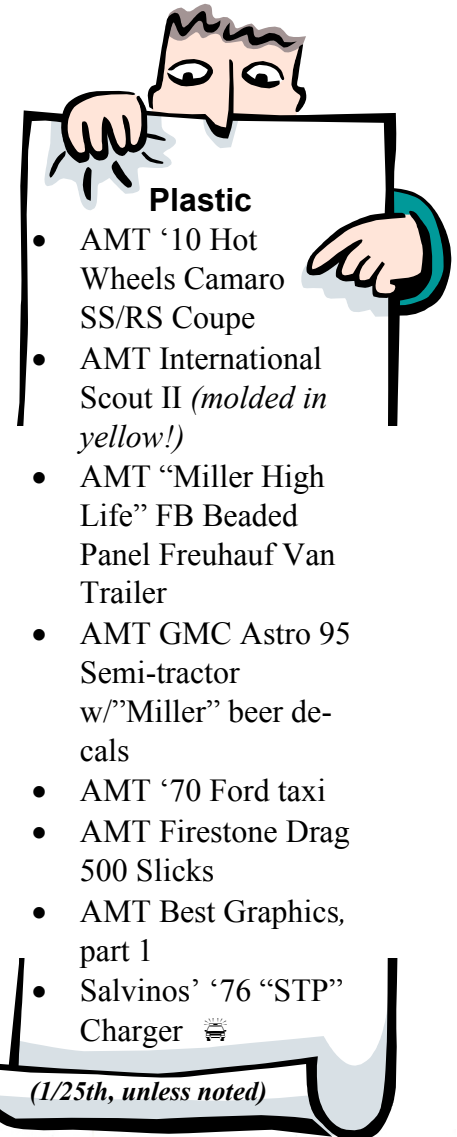 Plastic
• AMT ‘10 Hot
Wheels Camaro
SS/RS Coupe
• AMT International
Scout II (molded in
yellow!)
• AMT “Miller High
Life” FB Beaded
Panel Freuhauf Van
Trailer
• AMT GMC Astro 95
Semi-tractor
w/”Miller” beer de-
cals
• AMT ‘70 Ford taxi
• AMT Firestone Drag
500 Slicks
• AMT Best Graphics,
part 1
• Salvinos’ ‘76 “STP”
Charger 🚖
(1/25th, unless noted)